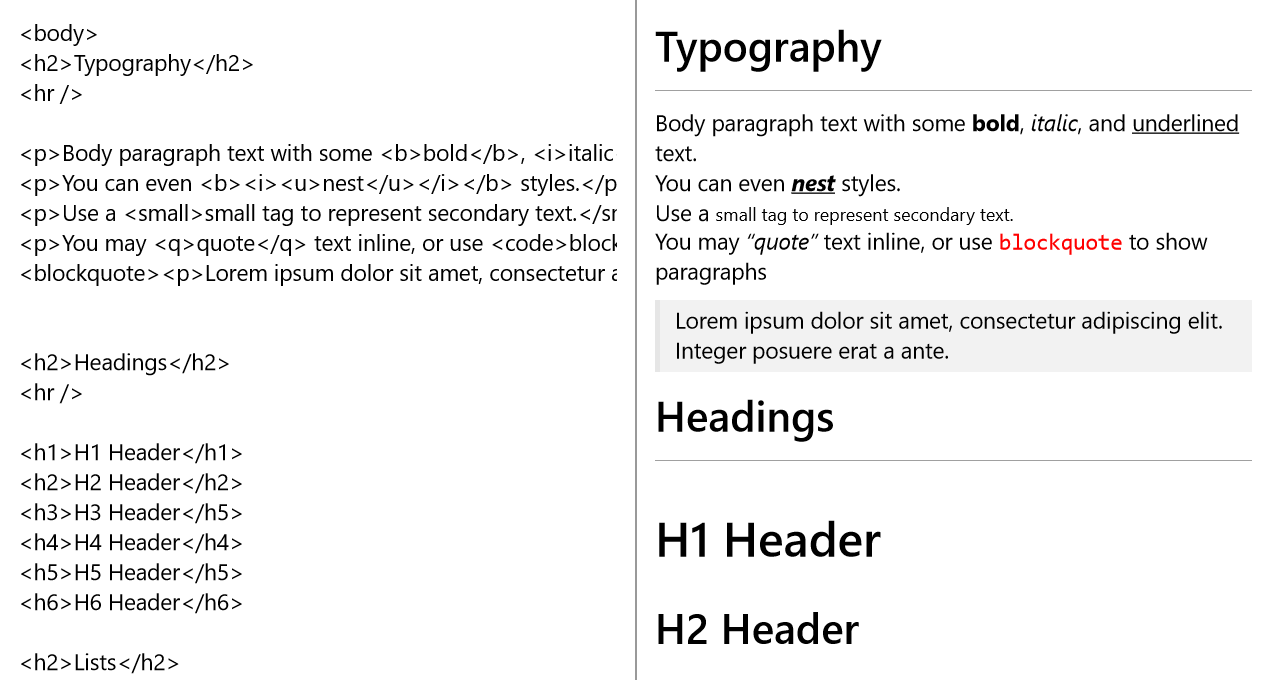 <body>
<h2>Typography</h2>
<hr />
<p>Body paragraph text with some <b>bold</b>, <i>italic
<p>You can even <b><i><u>nest</u></i></b> styles.</p
<p>Use a <small>small tag to represent secondary text.</sr
<p>You may <q>quote</q> text inline, or use <code>block
<blockquote><p>Lorem ipsum dolor sit amet, consectetur a
<h2>Headings</h2>
<hr />
<h1>H1 Header</h1>
<h2>H2 Header</h2>
<h3>H3 Header</h5>
<h4>H4 Header</h4>
<h5>H5 Header</h5>
<h6>H6 Header</h6>
<h2>Lists</h2>
Typography
Body paragraph text with some bold, italic, and underlined
text.
You can even nest styles.
Use a small tag to represent secondary text.
You may “quote” text inline, or use blockquote to show
paragraphs
Lorem ipsum dolor sit amet, consectetur adipiscing elit.
Integer posuere erat a ante.
Headings
H1 Header
H2 Header